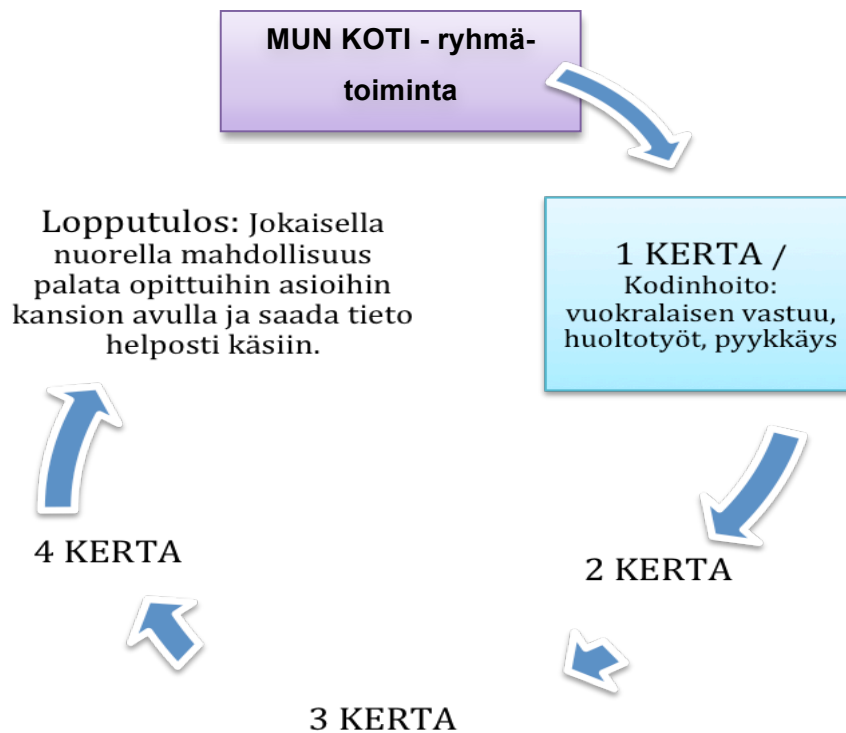 MUN KOTI - ryhmä-
toiminta
1 KERTA /
Kodinhoito:
vuokralaisen vastuu,
huoltotyöt, pyykkäys
2 KERTA
3 KERTA
4 KERTA
Lopputulos: Jokaisella
nuorella mahdollisuus
palata opittuihin asioihin
kansion avulla ja saada tieto
helposti käsiin.